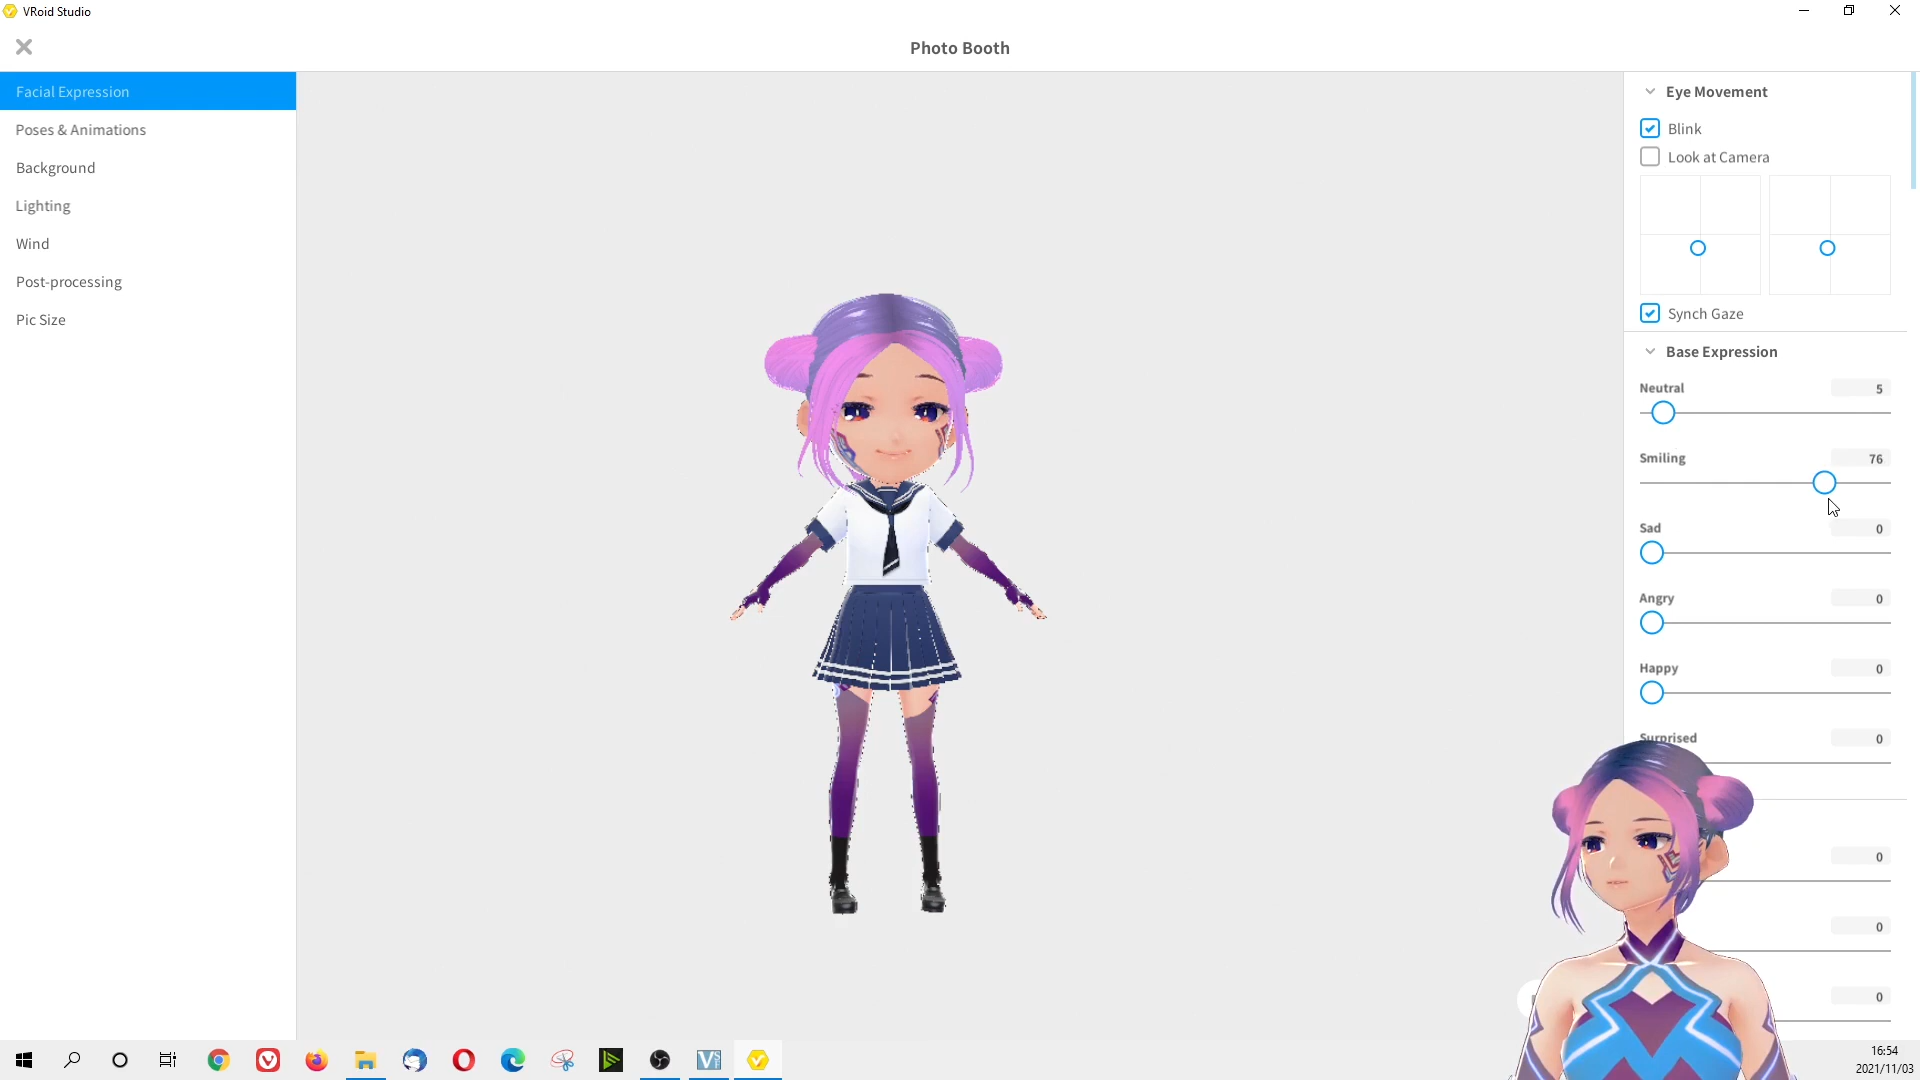 VRoid Studio
Photo Booth
Facial Expression
Poses & Animations
Background
Lighting
Wind
Post-processing
Pic Size
Eye Movement
Blink
Look at Camera
Synch Gaze
Base Expression
Neutral 5
Smiling 76
Sad 0
Angry 0
Happy 0
Surprised 0
0
0
0
16:54
2021/11/03